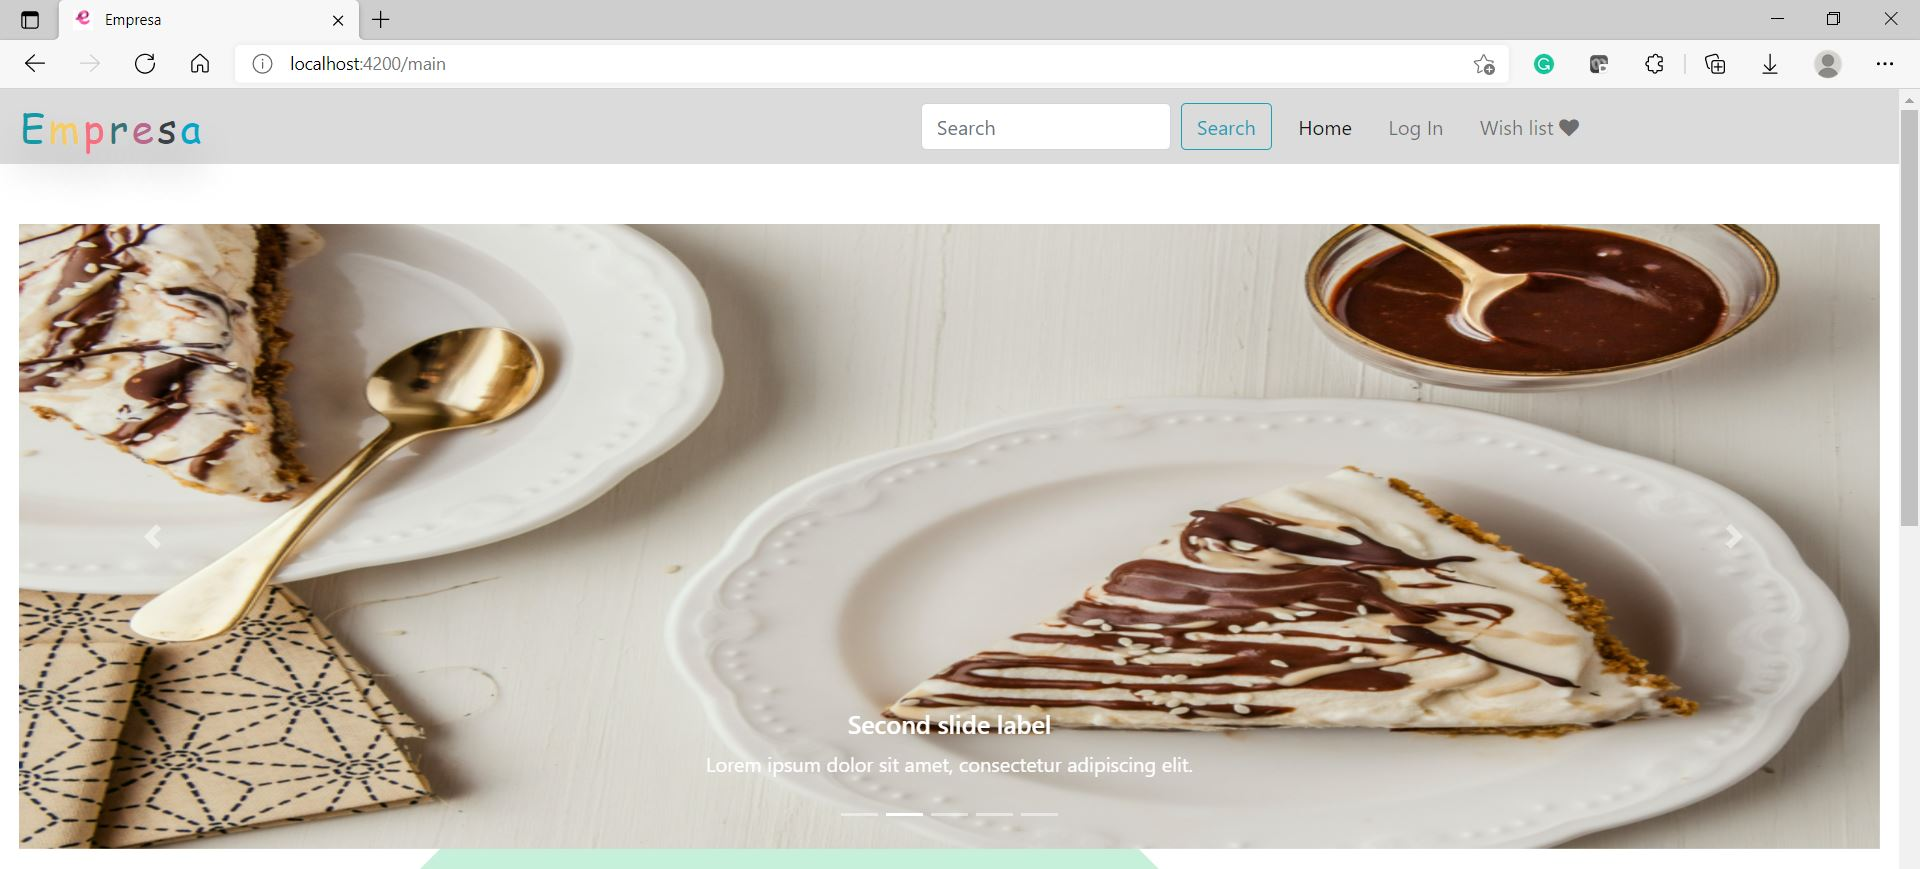 Empresa
localhost:4200/main
Empresa
Search
Search
Home
Log In
Wish list
Second slide label
Lorem ipsum dolor sit amet, consectetur adipiscing elit.